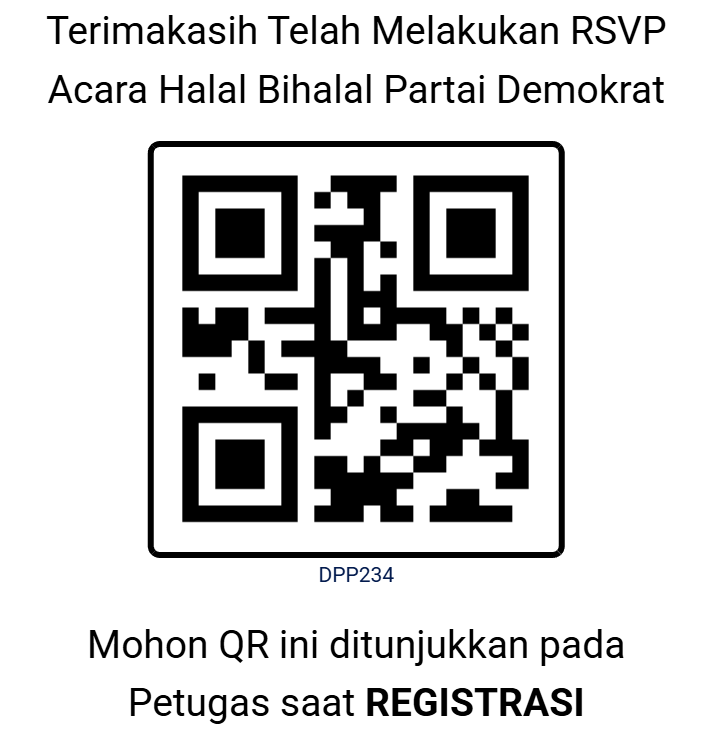 Terimakasih Telah Melakukan RSVP
Acara Halal Bihalal Partai Demokrat
DPP234
Mohon QR ini ditunjukkan pada
Petugas saat REGISTRASI